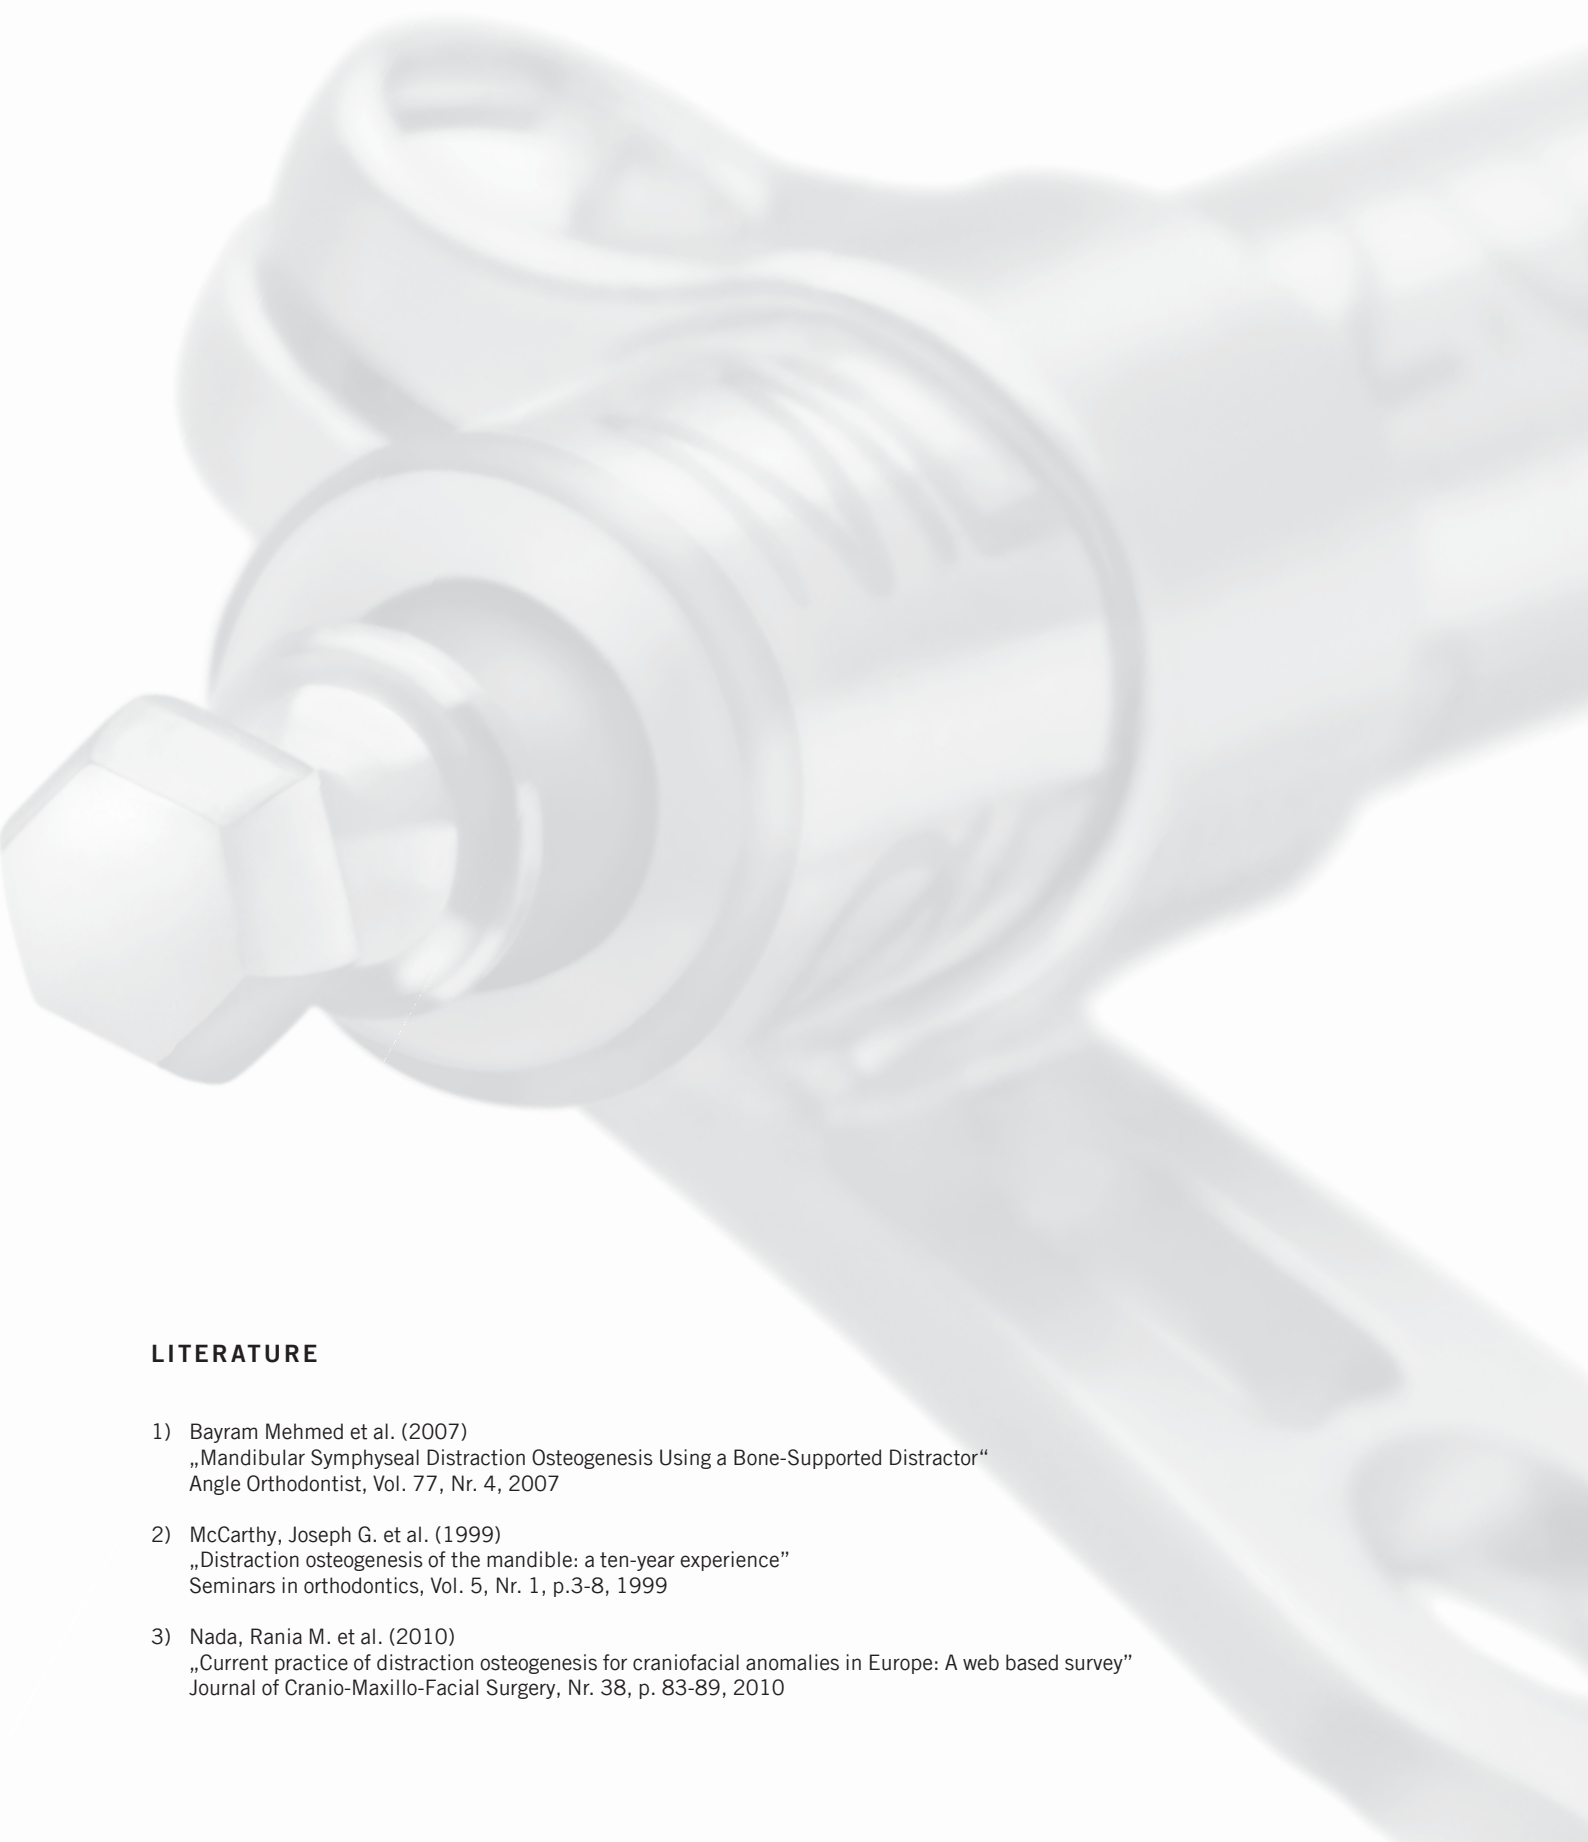 LITERATURE
1) Bayram Mehmed et al. (2007)
„Mandibular Symphyseal Distraction Osteogenesis Using a Bone-Supported Distractor“
Angle Orthodontist, Vol. 77, Nr. 4, 2007
2) McCarthy, Joseph G. et al. (1999)
„Distraction osteogenesis of the mandible: a ten-year experience”
Seminars in orthodontics, Vol. 5, Nr. 1, p.3-8, 1999
3) Nada, Rania M. et al. (2010)
„Current practice of distraction osteogenesis for craniofacial anomalies in Europe: A web based survey”
Journal of Cranio-Maxillo-Facial Surgery, Nr. 38, p. 83-89, 2010